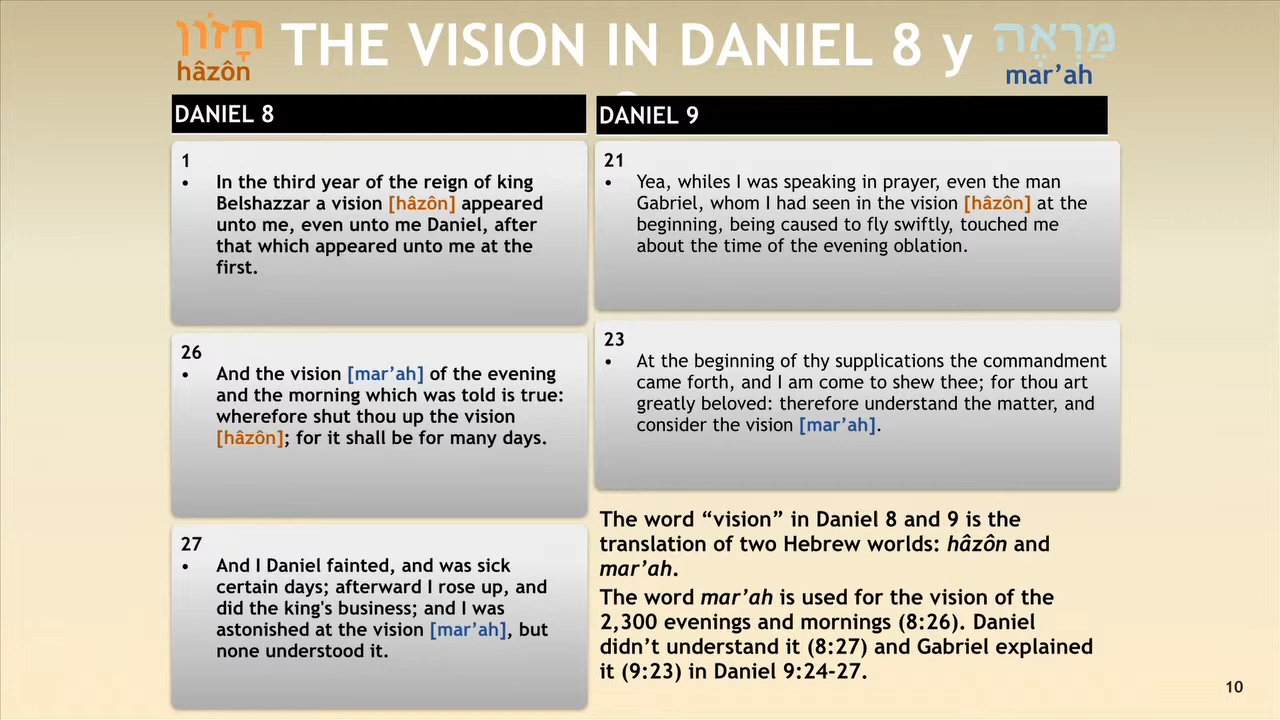 חָזוֹן
hâzôn
THE VISION IN DANIEL 8 y
מַרְאֶה
mar’ah
DANIEL 8
1
• In the third year of the reign of king
Belshazzar a vision [hâzôn] appeared
unto me, even unto me Daniel, after
that which appeared unto me at the
first.
26
• And the vision [mar’ah] of the evening
and the morning which was told is true:
wherefore shut thou up the vision
[hâzôn]; for it shall be for many days.
27
• And I Daniel fainted, and was sick
certain days; afterward I rose up, and
did the king's business; and I was
astonished at the vision [mar’ah], but
none understood it.
DANIEL 9
21
• Yea, whiles I was speaking in prayer, even the man
Gabriel, whom I had seen in the vision [hâzôn] at the
beginning, being caused to fly swiftly, touched me
about the time of the evening oblation.
23
• At the beginning of thy supplications the commandment
came forth, and I am come to shew thee; for thou art
greatly beloved: therefore understand the matter, and
consider the vision [mar’ah].
The word “vision” in Daniel 8 and 9 is the
translation of two Hebrew worlds: hâzôn and
mar’ah.
The word mar’ah is used for the vision of the
2,300 evenings and mornings (8:26). Daniel
didn’t understand it (8:27) and Gabriel explained
it (9:23) in Daniel 9:24-27.
10